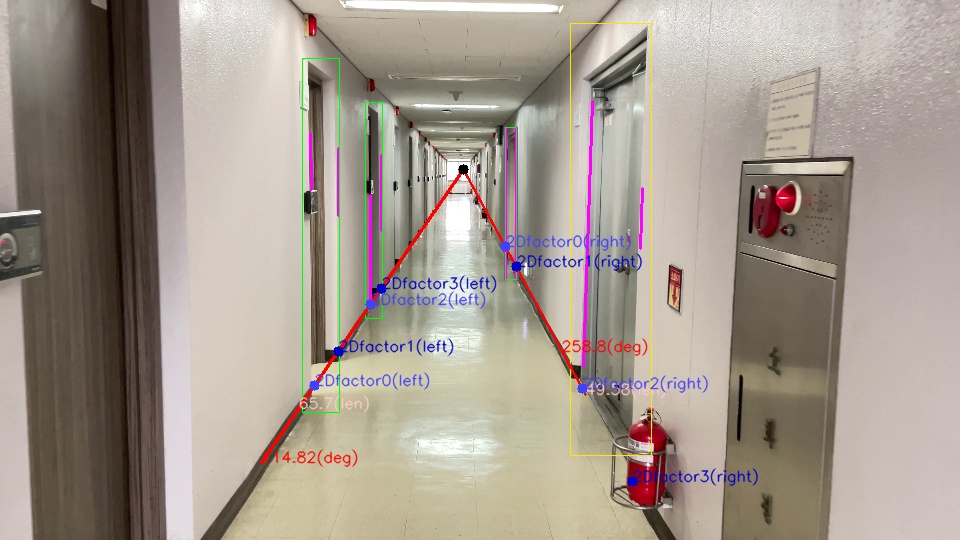 2Dfactor0(right)
2Dfactor1(right)
2Dfactor3(left)
2Dfactor2(left)
2Dfactor1(left)
258.8(deg)
2Dfactor0(left)
2Dfactor2(right)
65.7(len)
14.82(deg)
2Dfactor3(right)